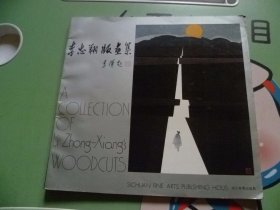 李忠翔版画集
A
COLLECTION
OF
Li Zhong-Xiang's
WOODCUTS
SICHUAN FINE ARTS PUBLISHING HOUSE